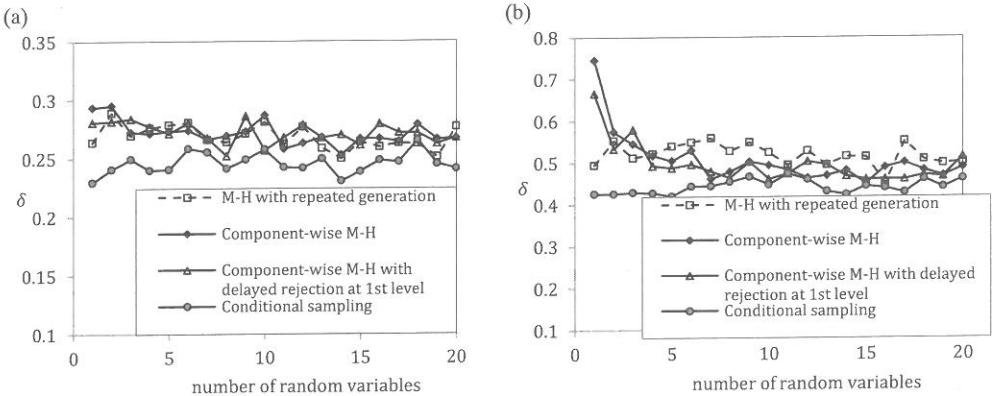 (a)
0.35
0.3
0.25
δ
0.2
0.15
0.1
M-H with repeated generation
Component-wise M-H
Component-wise M-H with
delayed rejection at 1st level
Conditional sampling
0
5
10
15
20
number of random variables
(b)
0.8
0.7
0.6
0.5
δ
0.4
0.3
0.2
0.1
M-H with repeated generation
Component-wise M-H
Component-wise M-H with delayed
rejection at 1st level
Conditional sampling
0
5
10
15
20
number of random variables